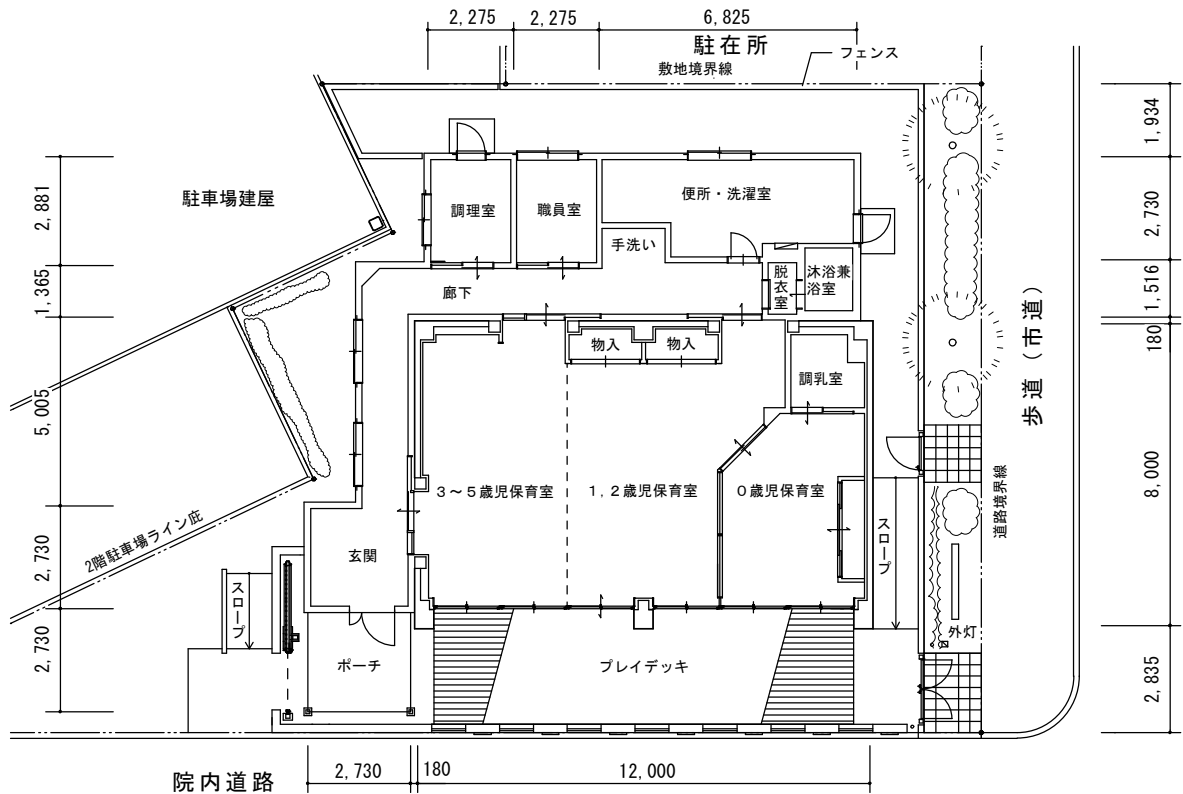 2,275
2,275
6,825
駐在所
フェンス
敷地境界線
1,934
2,881
駐車場建屋
調理室
職員室
便所・洗濯室
2,730
手洗い
1,365
廊下
脱衣室
沐浴兼浴室
1,516
180
物入
物入
調乳室
歩道(市道)
5,005
3~5歳児保育室
1,2歳児保育室
0歳児保育室
8,000
道路境界線
スロープ
2階駐車場ライン庇
2,730
玄関
スロープ
外灯
2,730
ポーチ
プレイデッキ
2,835
院内道路
2,730
180
12,000